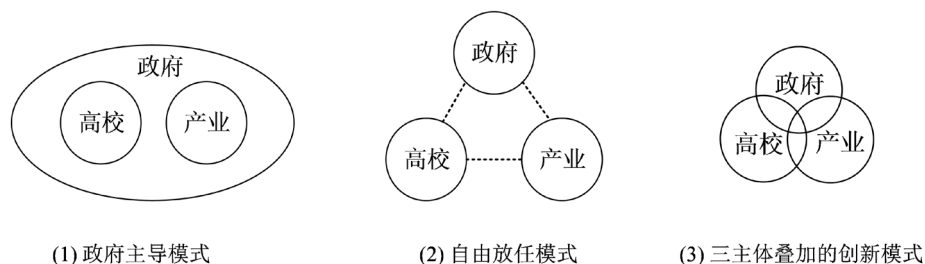 政府
高校
产业
(1) 政府主导模式
政府
高校
产业
(2) 自由放任模式
政府
高校
产业
(3) 三主体叠加的创新模式